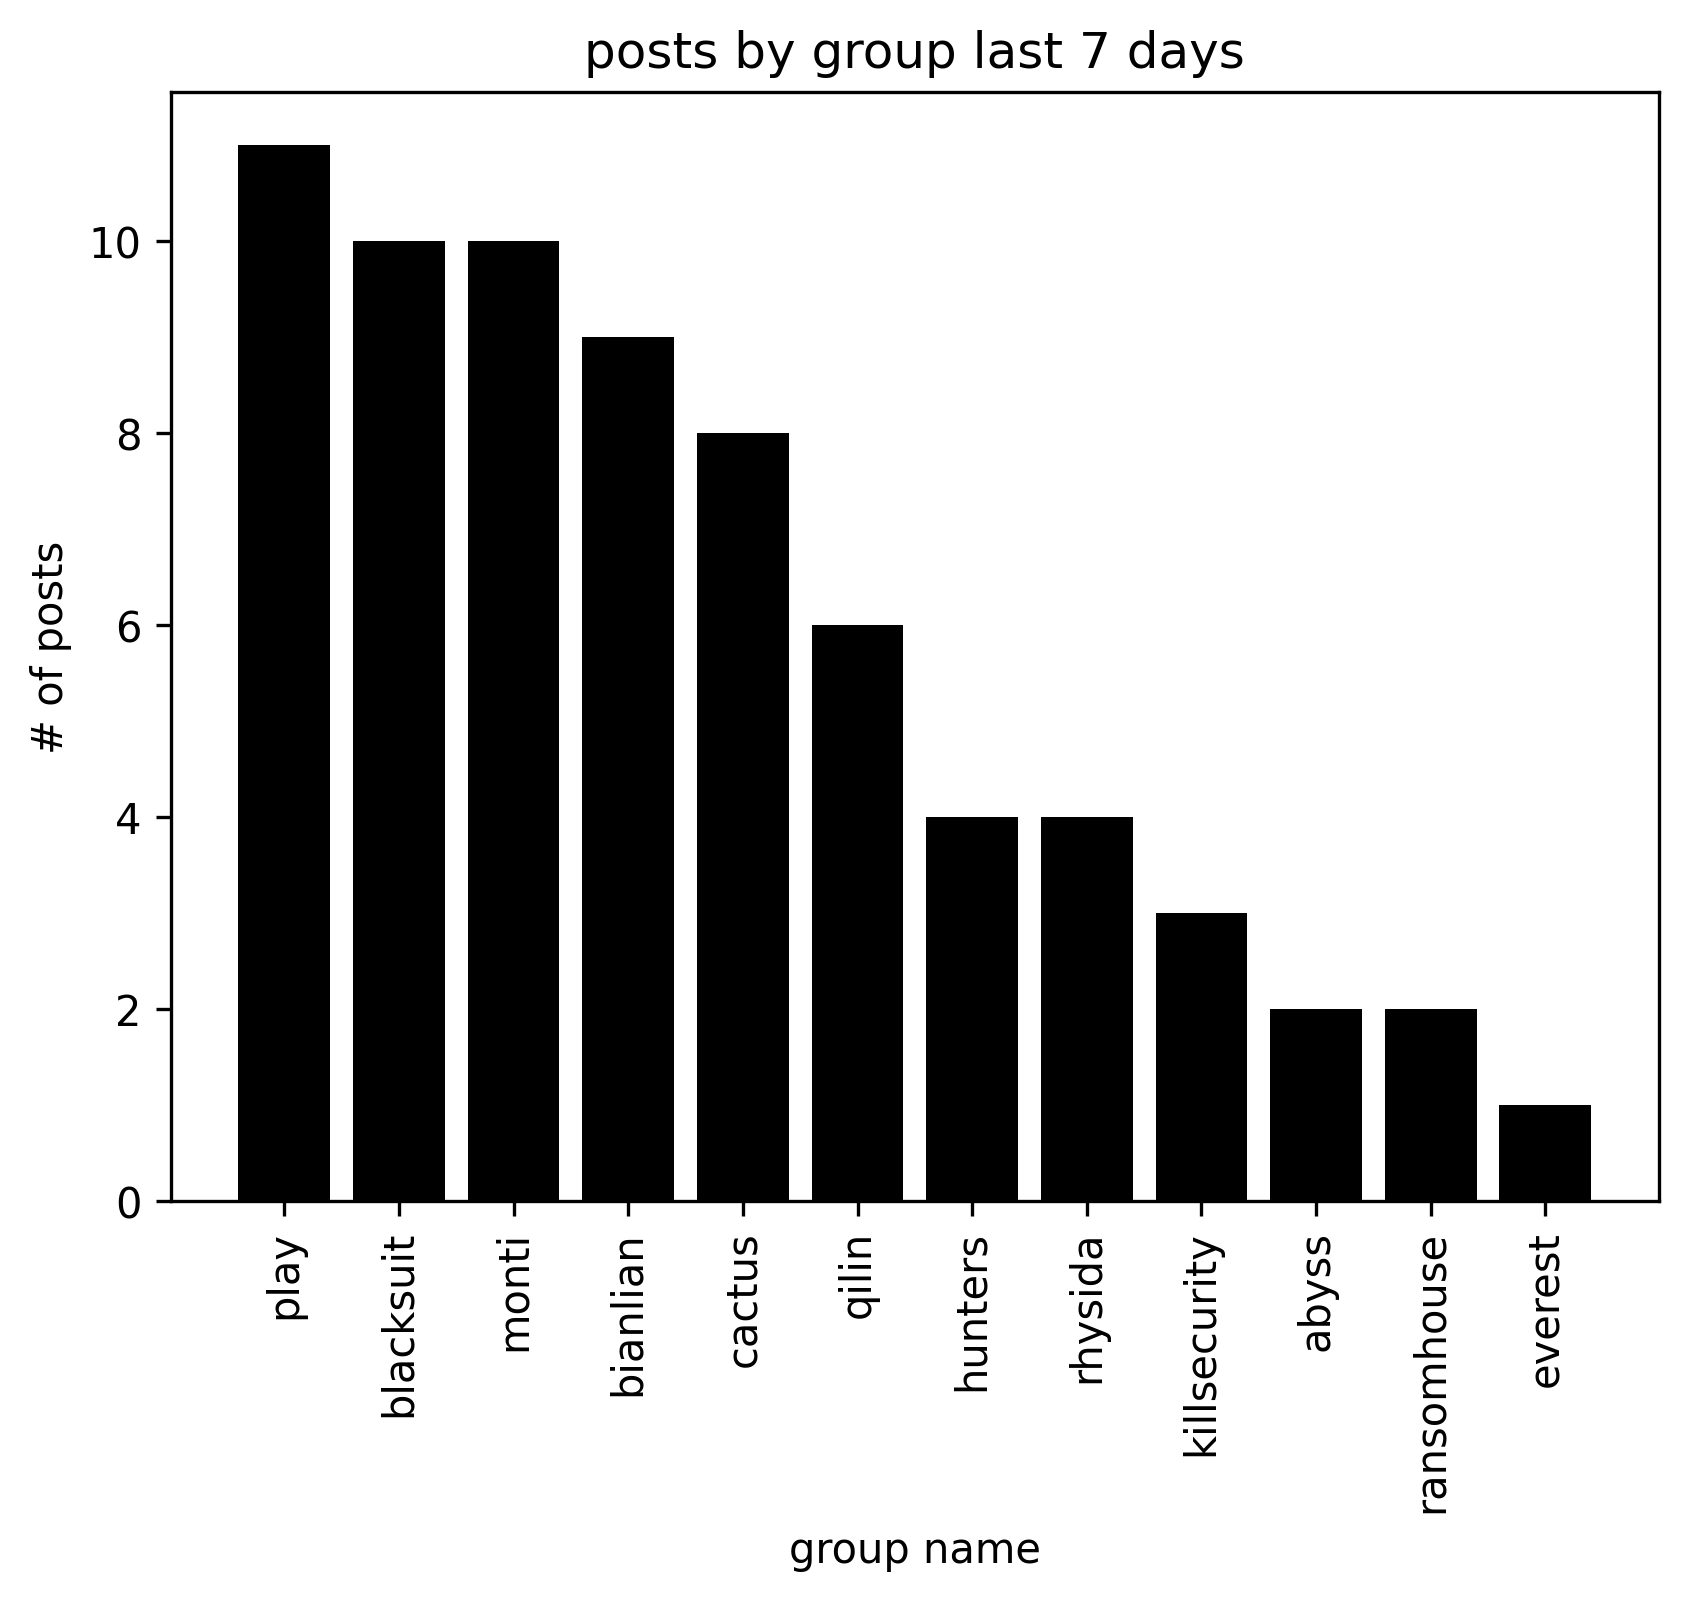 posts by group last 7 days
# of posts
10
8
6
4
2
0
play
blacksuit
monti
bianlian
cactus
qilin
hunters
rhysida
killsecurity
abyss
ransomhouse
everest
group name